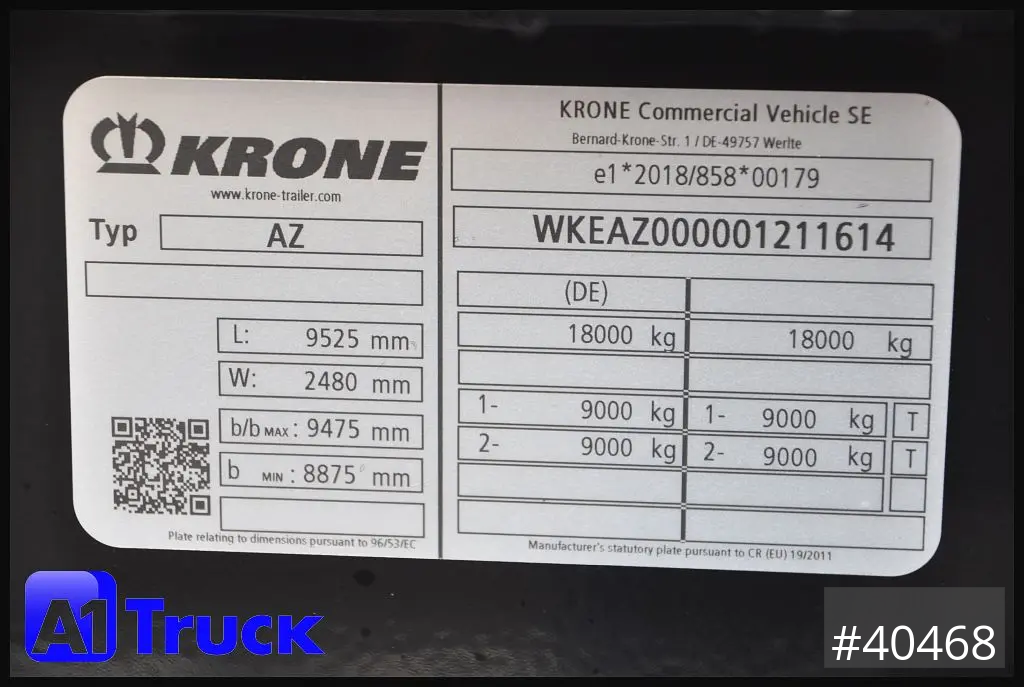 KRONE
www.krone-trailer.com
Typ AZ
L: 9525 mm
W: 2480 mm
b/b MAX : 9475 mm
b MIN : 8875 mm
Plate relating to dimensions pursuant to 96/53/EC
KRONE Commercial Vehicle SE
Bernard-Krone-Str. 1 / DE-49757 Werlte
e1*2018/858*00179
WKEAZ000001211614
(DE)
18000 kg 18000 kg
1- 9000 kg 1- 9000 kg T
2- 9000 kg 2- 9000 kg T
Manufacturer's statutory plate pursuant to CR (EU) 19/2011
A1 Truck
#40468